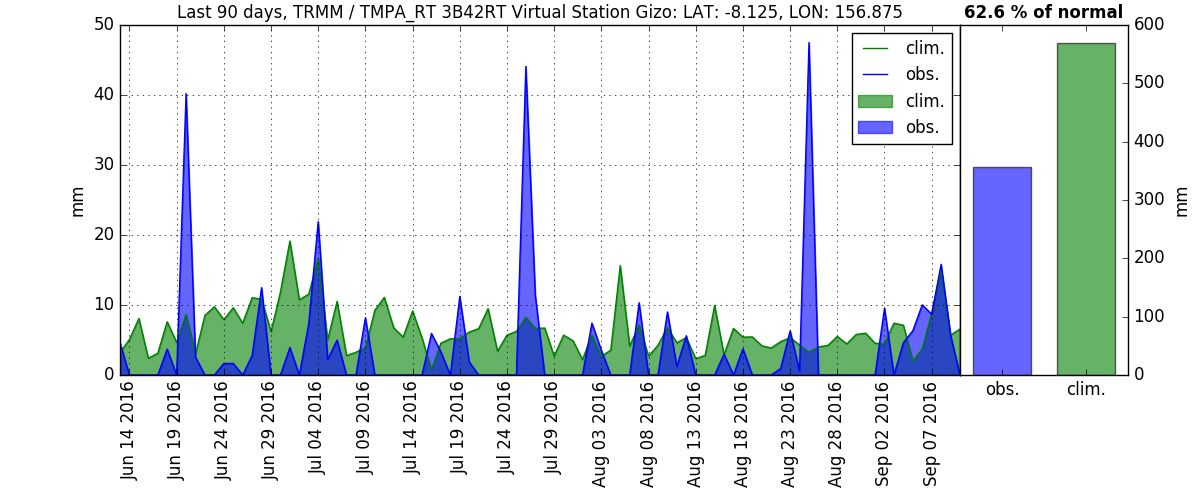 Last 90 days, TRMM / TMPA_RT 3B42RT Virtual Station Gizo: LAT: -8.125, LON: 156.875
62.6 % of normal
50
40
30
20
10
0
mm
clim.
obs.
clim.
obs.
600
500
400
300
200
100
0
mm
Jun 14 2016
Jun 19 2016
Jun 24 2016
Jun 29 2016
Jul 04 2016
Jul 09 2016
Jul 14 2016
Jul 19 2016
Jul 24 2016
Jul 29 2016
Aug 03 2016
Aug 08 2016
Aug 13 2016
Aug 18 2016
Aug 23 2016
Aug 28 2016
Sep 02 2016
Sep 07 2016
obs.
clim.